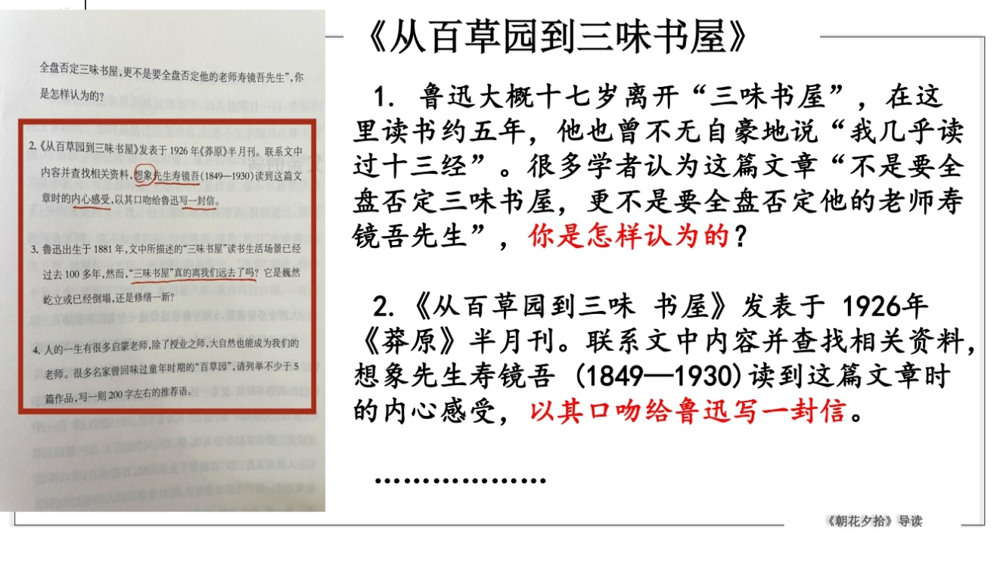 全盘否定三味书屋,更不是要全盘否定他的老师寿镜吾先生”,你
是怎样认为的?
2.《从百草园到三味书屋》发表于1926年《莽原》半月刊。联系文中
内容并查找相关资料,想象先生寿镜吾(1849—1930)读到这篇文
章时的内心感受,以其口吻给鲁迅写一封信。
3. 鲁迅出生于1881年,文中所描述的“三味书屋”读书生活场景已经
过去100多年,然而,“三味书屋”真的离我们远去了吗? 它是巍然
屹立或已经倒塌,还是修缮一新?
4. 人的一生有很多启蒙老师,除了授业之师,大自然也能成为我们的
老师。很多名家曾回味过童年时期的“百草园”,请列举不少于5
篇作品,写一则200字左右的推荐语。
《从百草园到三味书屋》
1. 鲁迅大概十七岁离开“三味书屋”，在这
里读书约五年，他也曾不无自豪地说“我几乎读
过十三经”。很多学者认为这篇文章“不是要全
盘否定三味书屋，更不是要全盘否定他的老师寿
镜吾先生”，你是怎样认为的?
2.《从百草园到三味 书屋》发表于 1926年
《莽原》半月刊。联系文中内容并查找相关资料，
想象先生寿镜吾 (1849—1930)读到这篇文章时
的内心感受，以其口吻给鲁迅写一封信。
………………
《朝花夕拾》导读